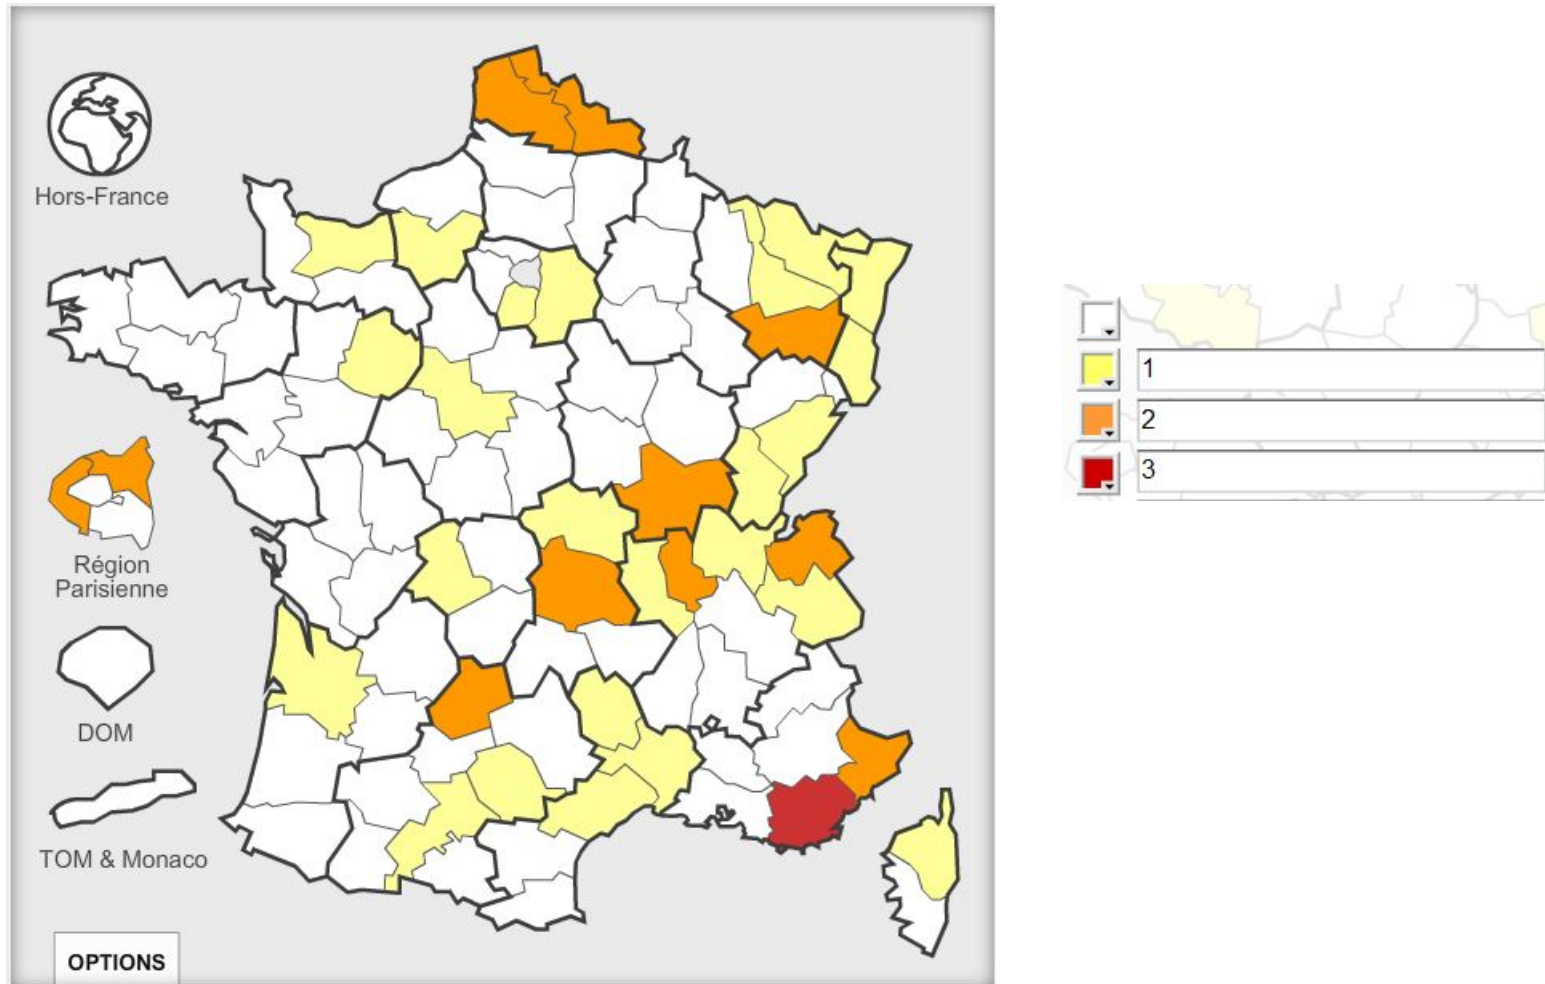 Hors-France
Région
Parisienne
DOM
TOM & Monaco
OPTIONS
1
2
3